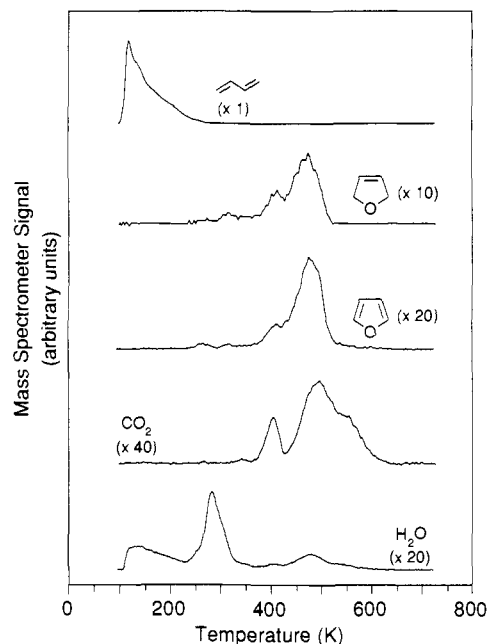 (x 1)
O
(x 10)
O
(x 20)
CO₂
(x 40)
H₂O
(x 20)
Mass Spectrometer Signal
(arbitrary units)
0 200 400 600 800
Temperature (K)